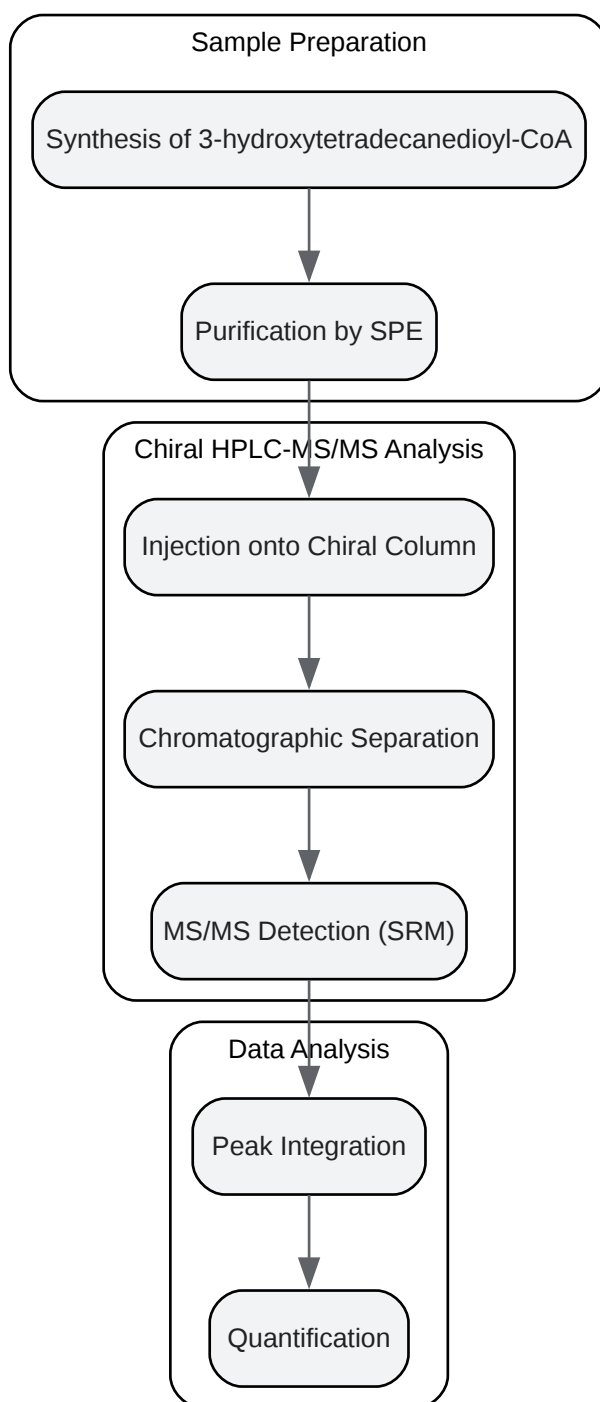 Sample Preparation
Synthesis of 3-hydroxytetradecanedioyl-CoA
Purification by SPE
Chiral HPLC-MS/MS Analysis
Injection onto Chiral Column
Chromatographic Separation
MS/MS Detection (SRM)
Data Analysis
Peak Integration
Quantification